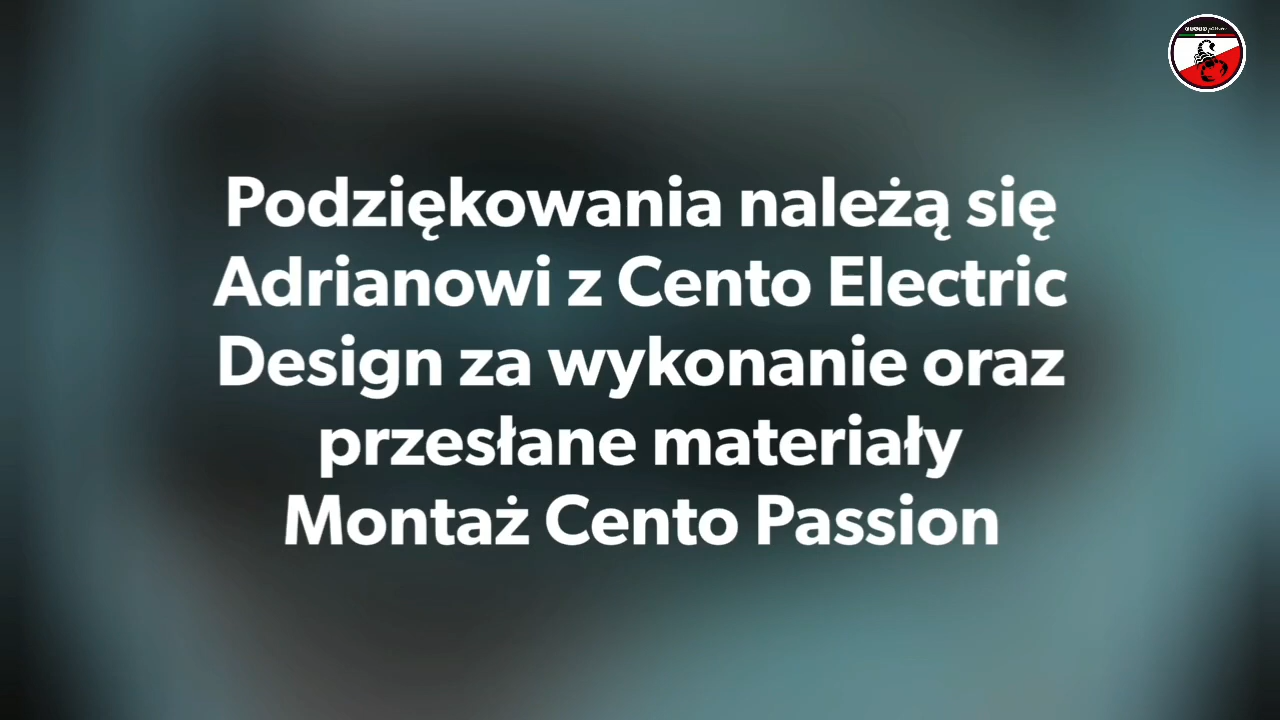 Podziękowania należą się
Adrianowi z Cento Electric
Design za wykonanie oraz
przesłane materiały
Montaż Cento Passion